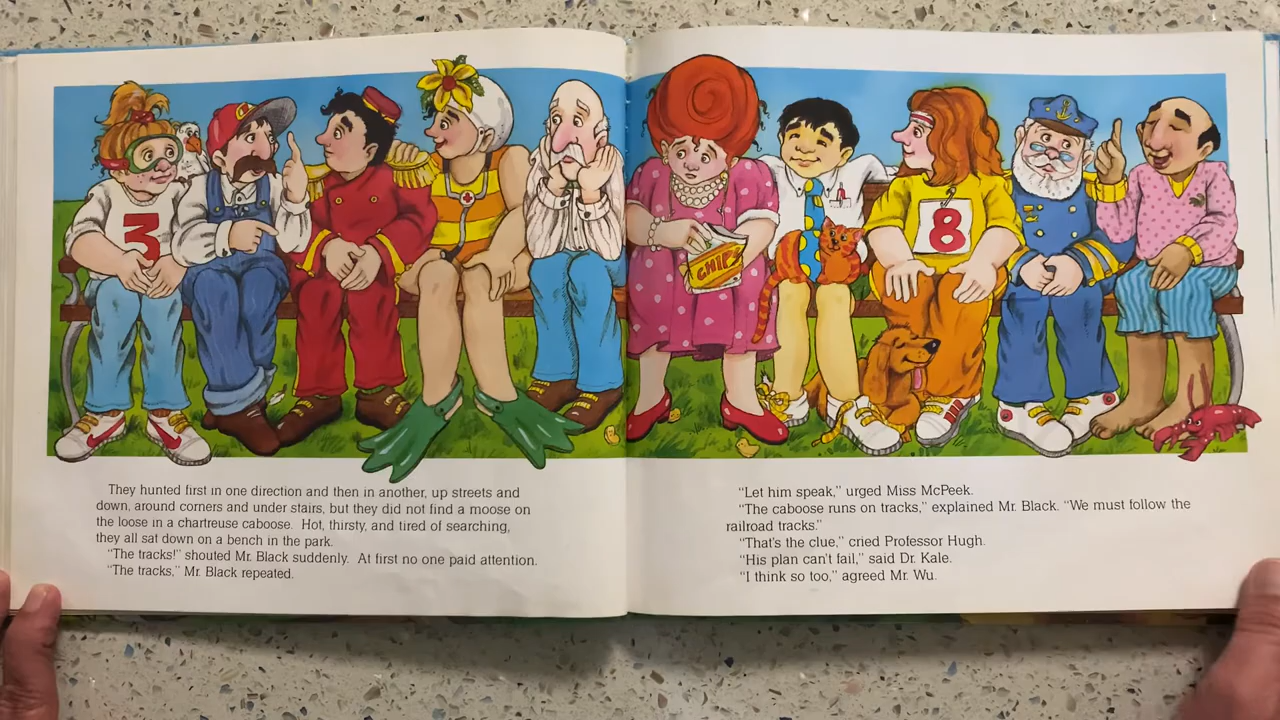 3
CHIPS
8
They hunted first in one direction and then in another, up streets and
down, around corners and under stairs, but they did not find a moose on
the loose in a chartreuse caboose. Hot, thirsty, and tired of searching,
they all sat down on a bench in the park.
"The tracks!" shouted Mr. Black suddenly. At first no one paid attention.
"The tracks," Mr. Black repeated.
"Let him speak," urged Miss McPeek.
"The caboose runs on tracks," explained Mr. Black. "We must follow the
railroad tracks."
"That's the clue," cried Professor Hugh.
"His plan can't fail," said Dr. Kale.
"I think so too," agreed Mr. Wu.